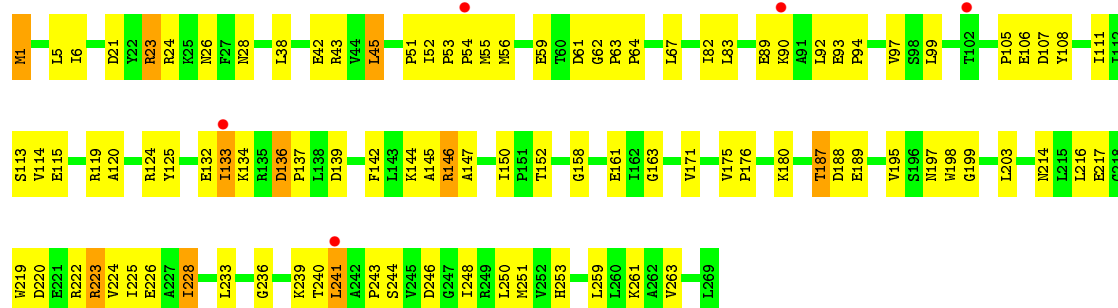 M1 L5 I6 D21 Y22 R23 R24 K25 N26 F27 N28 L38 E42 R43 V44 L45 P51 I52 P53 P54 M55 M56 E59 T60 D61 G62 P63 P64 L67 I82 L83 E89 K90 A91 L92 E93 P94 V97 S98 L99 T102 P105 E106 D107 Y108 I111 I112
S113 V114 E115 R119 A120 R124 Y125 E132 I133 K134 R135 D136 P137 L138 D139 F142 L143 K144 A145 R146 A147 I150 P151 T152 G158 E161 I162 G163 V171 V175 P176 K180 T187 D188 E189 V195 S196 N197 W198 G199 L203 N214 L215 L216 E217 G218
W219 D220 E221 R222 R223 V224 I225 E226 A227 I228 L233 G236 K239 T240 L241 A242 P243 S244 V245 D246 G247 I248 R249 L250 M251 V252 H253 L259 L260 K261 A262 V263 L269